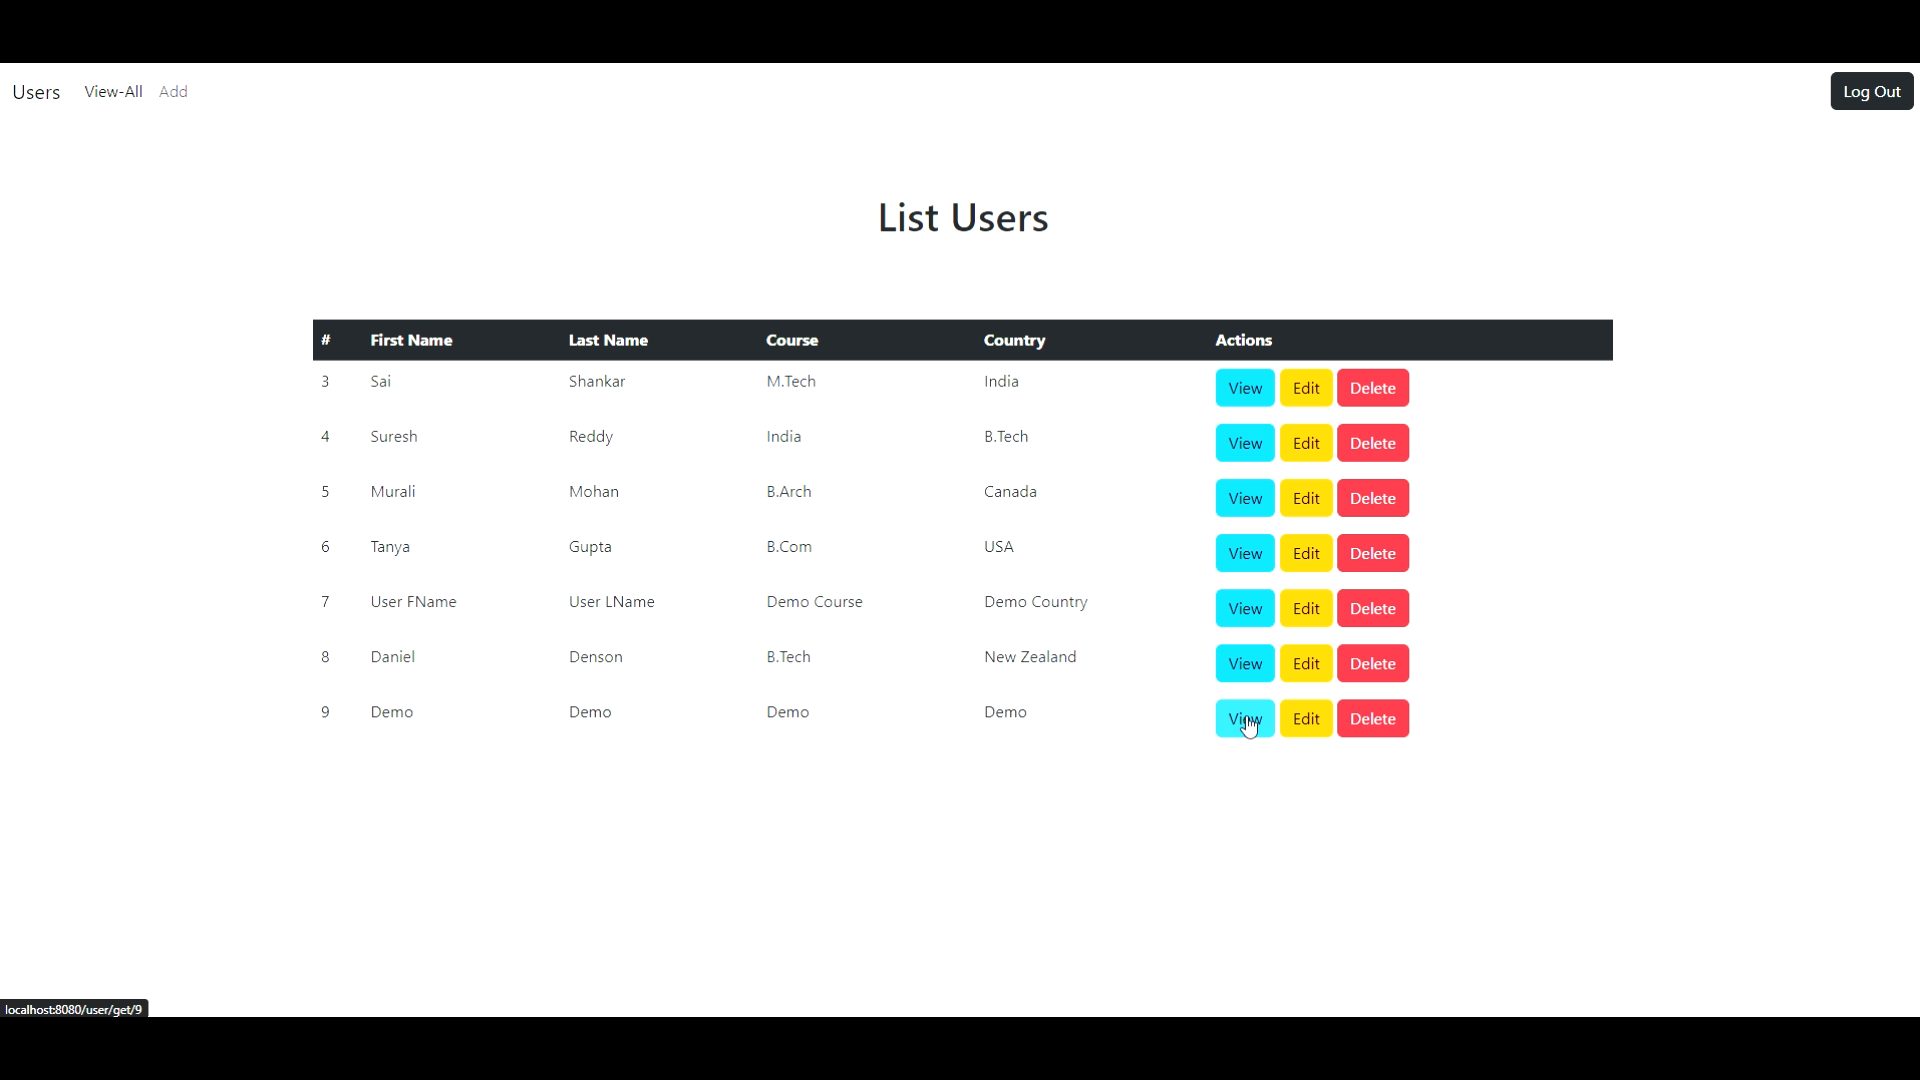 Users View-All Add Log Out
List Users
# First Name Last Name Course Country Actions
3 Sai Shankar M.Tech India View Edit Delete
4 Suresh Reddy India B.Tech View Edit Delete
5 Murali Mohan B.Arch Canada View Edit Delete
6 Tanya Gupta B.Com USA View Edit Delete
7 User FName User LName Demo Course Demo Country View Edit Delete
8 Daniel Denson B.Tech New Zealand View Edit Delete
9 Demo Demo Demo Demo View Edit Delete
localhost:8080/user/get/9